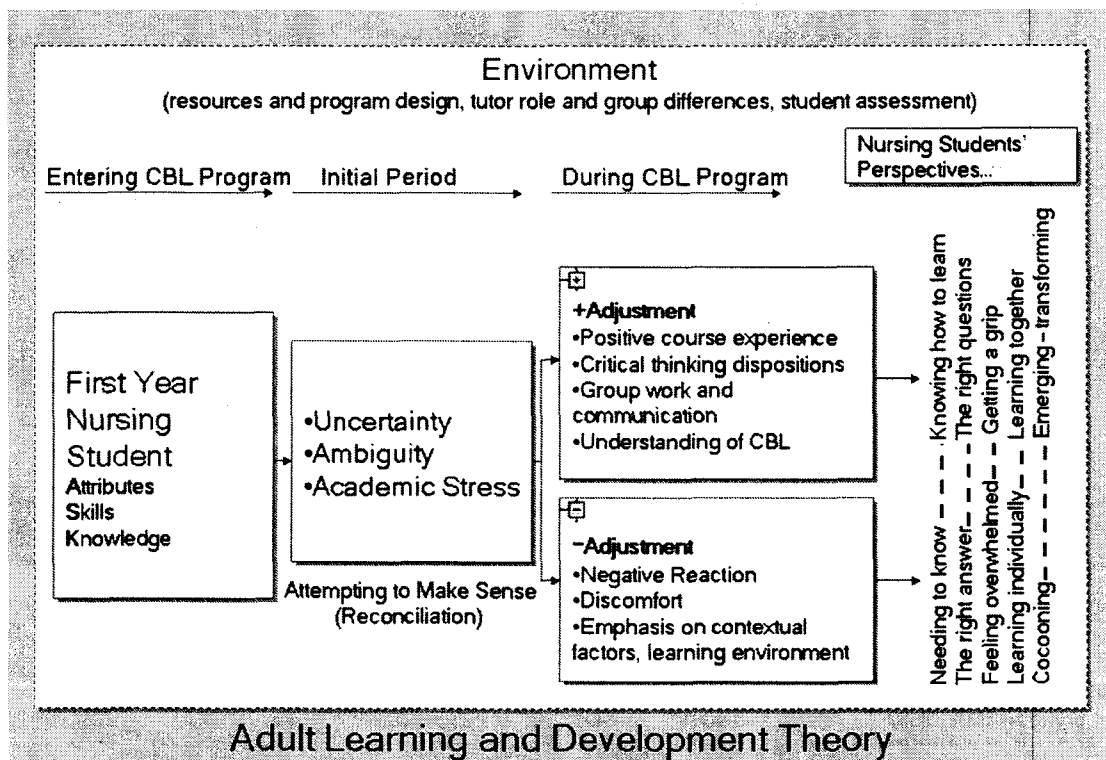 Environment
(resources and program design, tutor role and group differences, student assessment)
Nursing Students'
Perspectives...
Entering CBL Program
Initial Period
During CBL Program
First Year
Nursing
Student
Attributes
Skills
Knowledge
•Uncertainty
•Ambiguity
•Academic Stress
Attempting to Make Sense
(Reconciliation)
+Adjustment
•Positive course experience
•Critical thinking dispositions
•Group work and
communication
•Understanding of CBL
-Adjustment
•Negative Reaction
•Discomfort
•Emphasis on contextual
factors, learning environment
Needing to know – – – – Knowing how to learn
The right answer – – – – The right questions
Feeling overwhelmed – – Getting a grip
Learning individually – – Learning together
Cocooning – – – – – – Emerging - transforming
Adult Learning and Development Theory